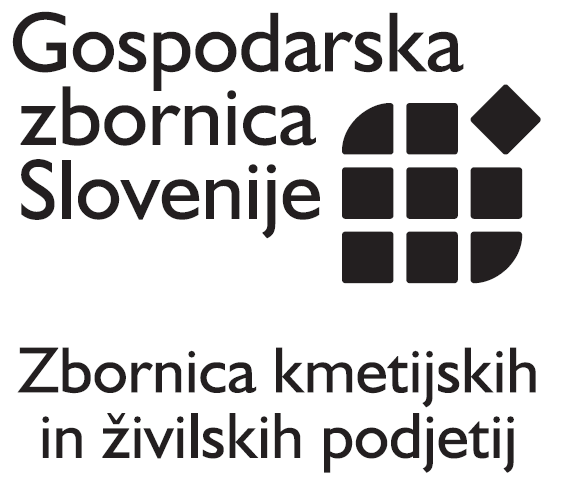 Gospodarska
zbornica
Slovenije
Zbornica kmetijskih
in živilskih podjetij